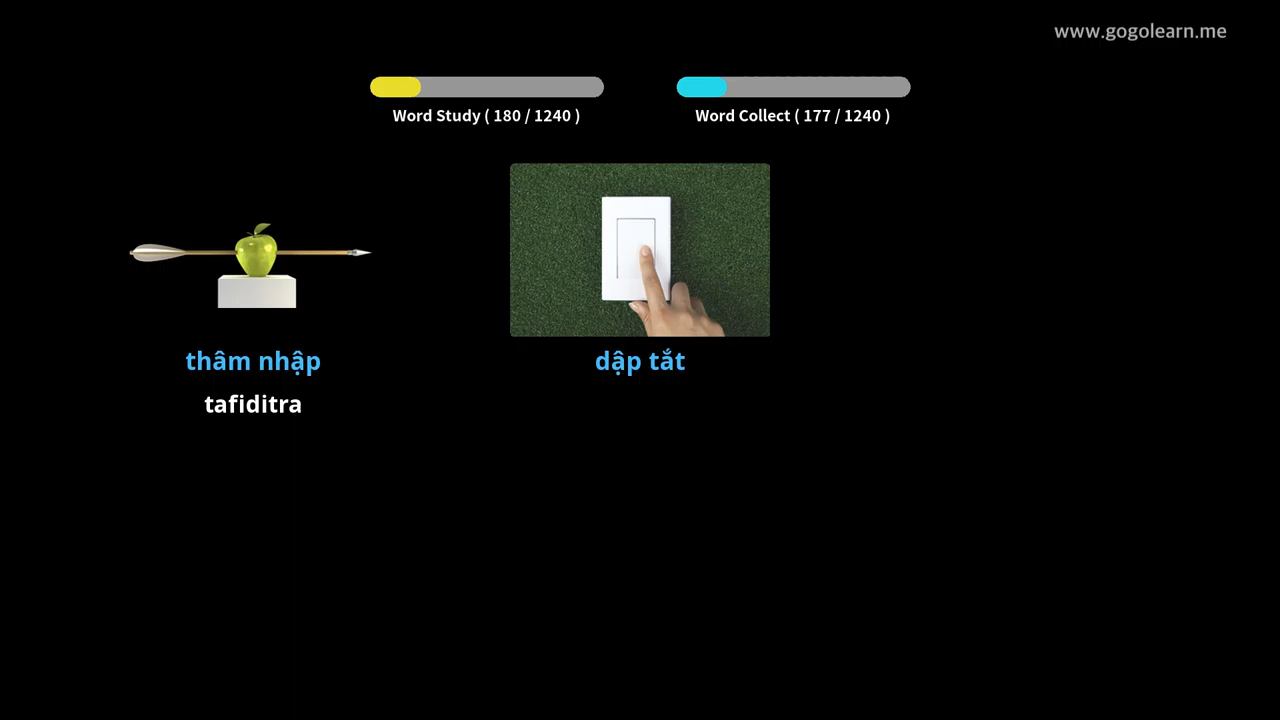 www.gogolearn.me
Word Study ( 180 / 1240 )
Word Collect ( 177 / 1240 )
thâm nhập
tafiditra
dập tắt